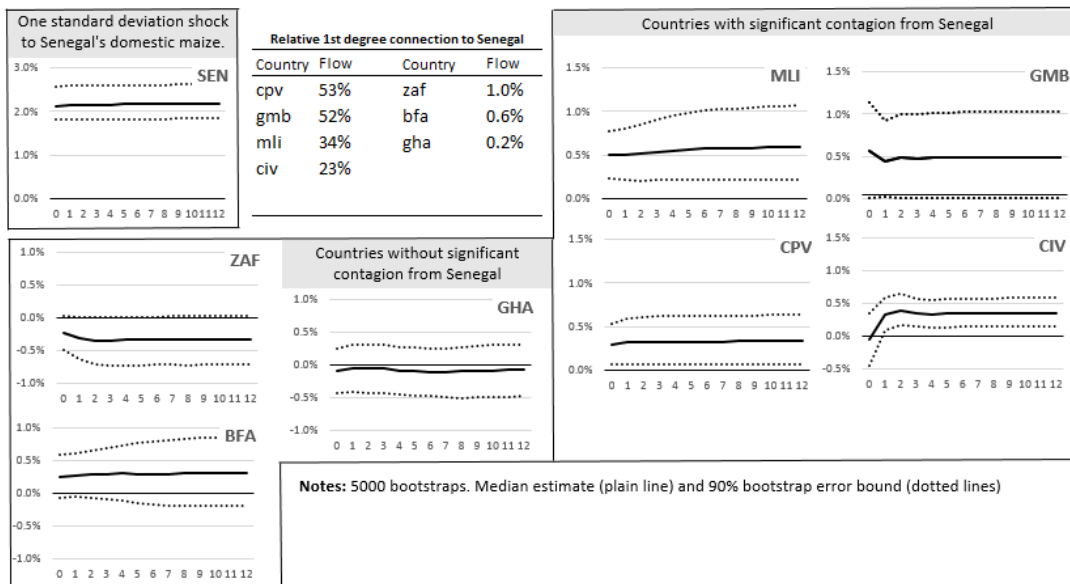 One standard deviation shock
to Senegal's domestic maize.
SEN
3.0%
2.0%
1.0%
0.0%
0 1 2 3 4 5 6 7 8 9 10 11 12
Relative 1st degree connection to Senegal
Country Flow Country Flow
cpv 53% zaf 1.0%
gmb 52% bfa 0.6%
mli 34% gha 0.2%
civ 23%
Countries with significant contagion from Senegal
MLI
1.5%
1.0%
0.5%
0.0%
0 1 2 3 4 5 6 7 8 9 10 11 12
GMB
1.5%
1.0%
0.5%
0.0%
0 1 2 3 4 5 6 7 8 9 10 11 12
CPV
1.5%
1.0%
0.5%
0.0%
0 1 2 3 4 5 6 7 8 9 10 11 12
CIV
1.5%
1.0%
0.5%
0.0%
-0.5%
0 1 2 3 4 5 6 7 8 9 10 11 12
ZAF
1.0%
0.5%
0.0%
-0.5%
-1.0%
0 1 2 3 4 5 6 7 8 9 10 11 12
Countries without significant
contagion from Senegal
GHA
1.0%
0.5%
0.0%
-0.5%
-1.0%
0 1 2 3 4 5 6 7 8 9 10 11 12
BFA
1.0%
0.5%
0.0%
-0.5%
-1.0%
0 1 2 3 4 5 6 7 8 9 10 11 12
Notes: 5000 bootstraps. Median estimate (plain line) and 90% bootstrap error bound (dotted lines)